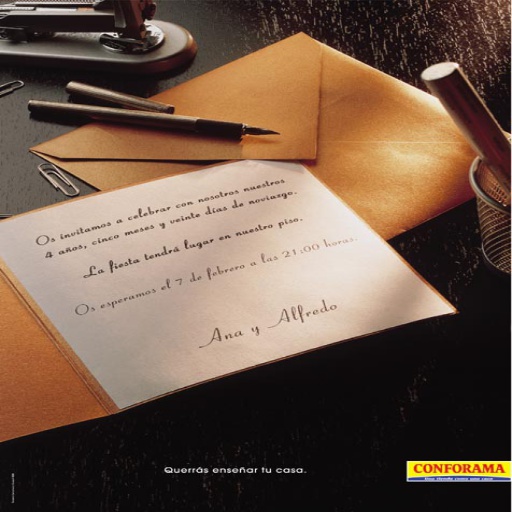 Os invitamos a celebrar con nosotros nuestros
4 años, cinco meses y veinte días de noviazgo.
La fiesta tendrá lugar en nuestro piso.
Os esperamos el 7 de febrero a las 21:00 horas.
Ana y Alfredo
Querrás enseñar tu casa.
CONFORAMA